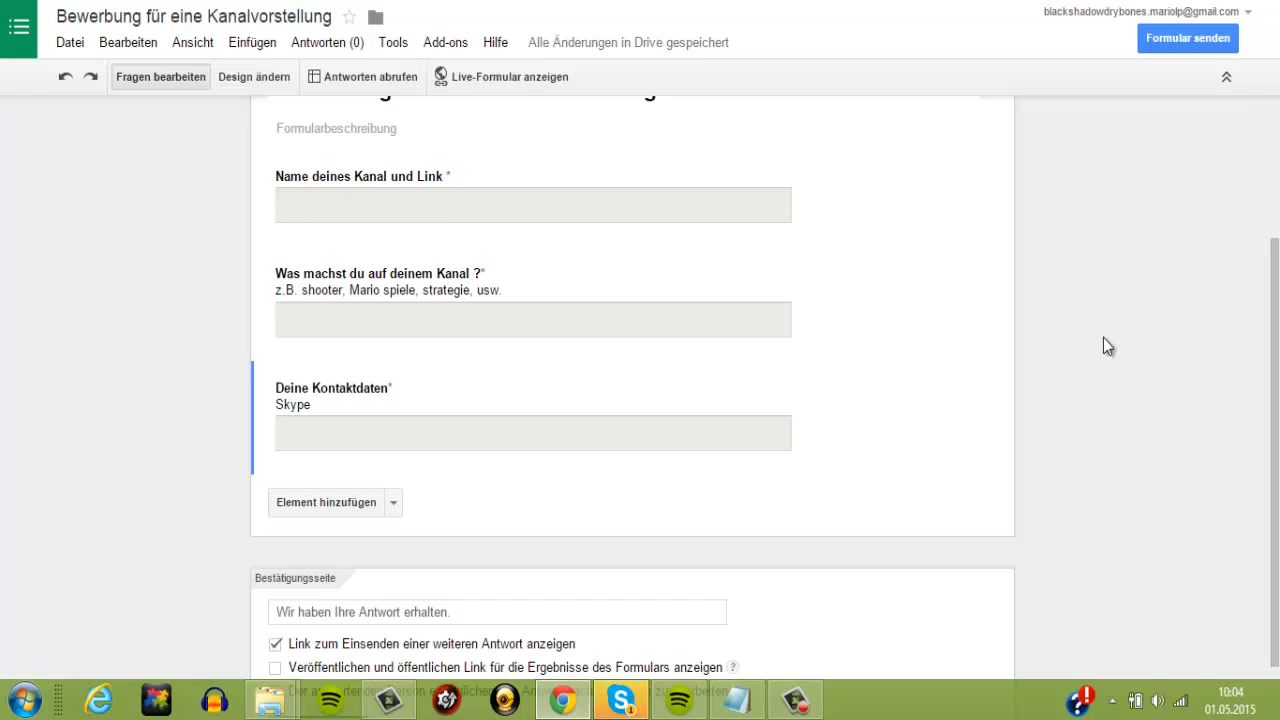 Bewerbung für eine Kanalvorstellung
blackshadowdrybones.mariolp@gmail.com
Datei Bearbeiten Ansicht Einfügen Antworten (0) Tools Add-ons Hilfe Alle Änderungen in Drive gespeichert
Formular senden
Fragen bearbeiten Design ändern Antworten abrufen Live-Formular anzeigen
Formularbeschreibung
Name deines Kanal und Link *
Was machst du auf deinem Kanal ?*
z.B. shooter, Mario spiele, strategie, usw.
Deine Kontaktdaten*
Skype
Element hinzufügen
Bestätigungsseite
Wir haben Ihre Antwort erhalten.
Link zum Einsenden einer weiteren Antwort anzeigen
Veröffentlichen und öffentlichen Link für die Ergebnisse des Formulars anzeigen ?
10:04
01.05.2015